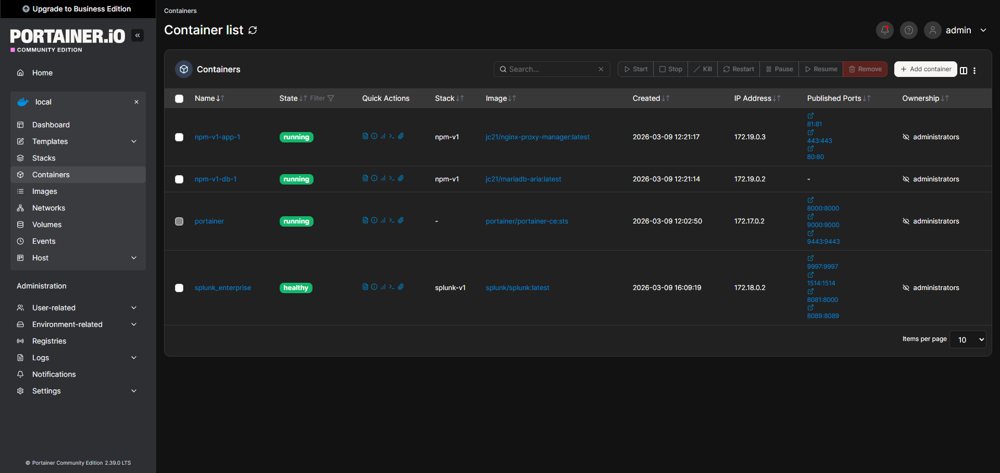 Upgrade to Business Edition
PORTAINER.iO
COMMUNITY EDITION
Home
local
Dashboard
Templates
Stacks
Containers
Images
Networks
Volumes
Events
Host
Administration
User-related
Environment-related
Registries
Logs
Notifications
Settings
© Portainer Community Edition 2.39.0 LTS
Containers
Container list
admin
Containers
Search...
Start Stop Kill Restart Pause Resume Remove
Add container
Name State Filter Quick Actions Stack Image Created IP Address Published Ports Ownership
npm-v1-app-1 running npm-v1 jc21/nginx-proxy-manager:latest 2026-03-09 12:21:17 172.19.0.3 administrators
81:81
443:443
80:80
npm-v1-db-1 running npm-v1 jc21/mariadb-aria:latest 2026-03-09 12:21:14 172.19.0.2 - administrators
portainer running - portainer/portainer-ce:sts 2026-03-09 12:02:50 172.17.0.2 administrators
8000:8000
9000:9000
9443:9443
splunk_enterprise healthy splunk-v1 splunk/splunk:latest 2026-03-09 16:09:19 172.18.0.2 administrators
9997:9997
1514:1514
8081:8000
8089:8089
Items per page 10